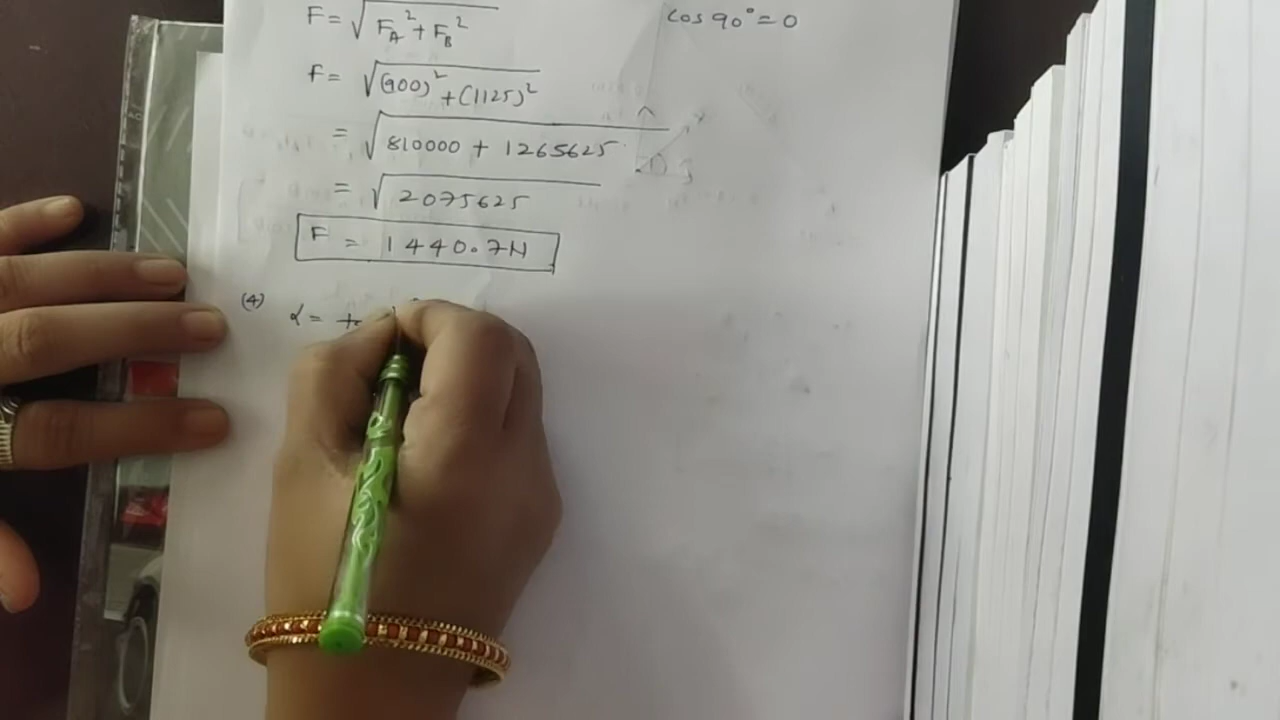 F = √F_A² + F_B²
cos 90° = 0
F = √(900)² + (1125)²
= √810000 + 1265625
= √2075625
F = 1440.7N
(4) α =